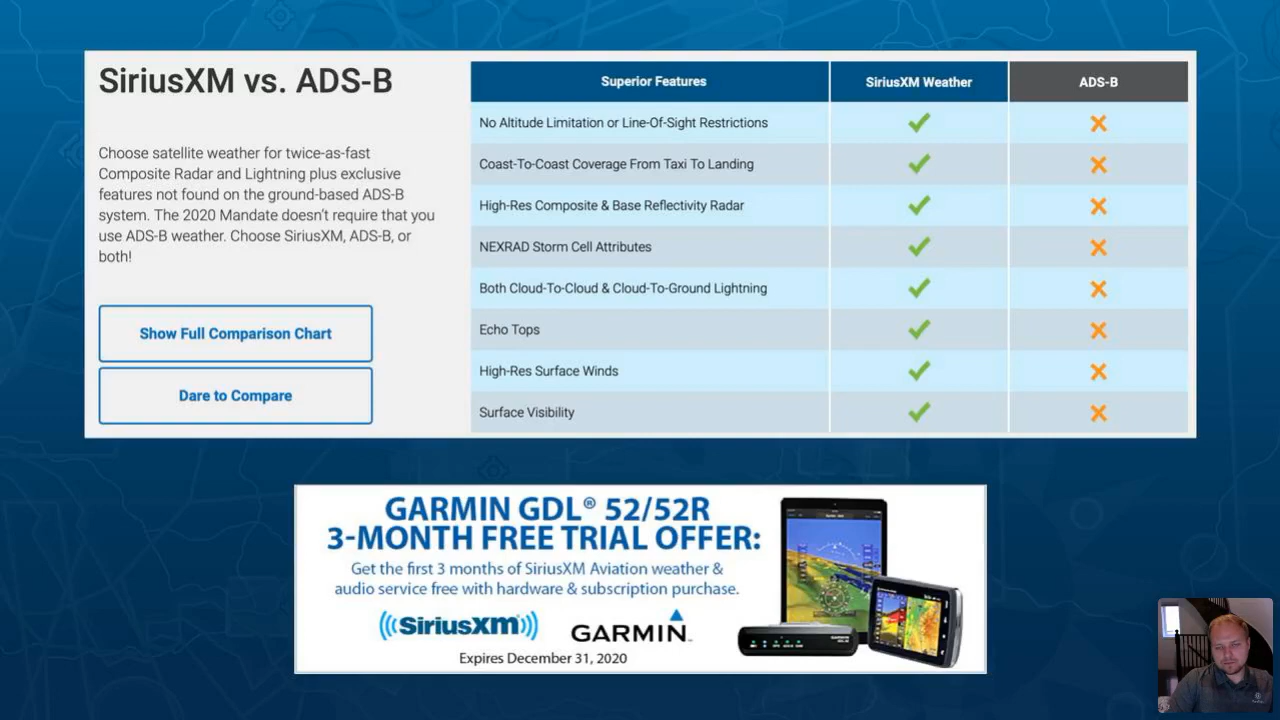 SiriusXM vs. ADS-B
Choose satellite weather for twice-as-fast
Composite Radar and Lightning plus exclusive
features not found on the ground-based ADS-B
system. The 2020 Mandate doesn't require that you
use ADS-B weather. Choose SiriusXM, ADS-B, or
both!
Show Full Comparison Chart
Dare to Compare
Superior Features SiriusXM Weather ADS-B
No Altitude Limitation or Line-Of-Sight Restrictions
Coast-To-Coast Coverage From Taxi To Landing
High-Res Composite & Base Reflectivity Radar
NEXRAD Storm Cell Attributes
Both Cloud-To-Cloud & Cloud-To-Ground Lightning
Echo Tops
High-Res Surface Winds
Surface Visibility
GARMIN GDL® 52/52R
3-MONTH FREE TRIAL OFFER:
Get the first 3 months of SiriusXM Aviation weather &
audio service free with hardware & subscription purchase.
SiriusXM GARMIN
Expires December 31, 2020